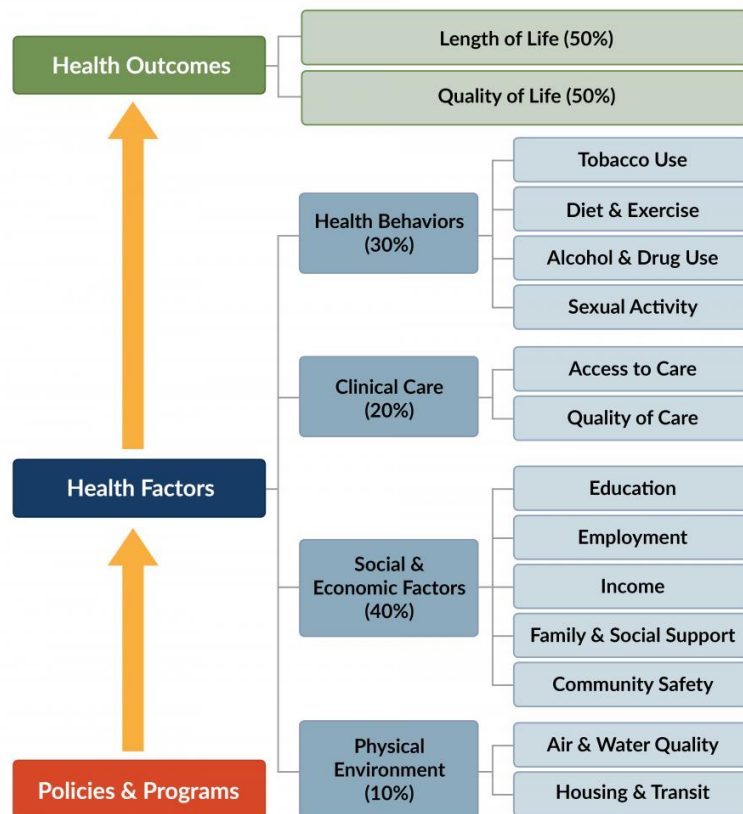 Health Outcomes
Length of Life (50%)
Quality of Life (50%)
Health Factors
Health Behaviors
(30%)
Tobacco Use
Diet & Exercise
Alcohol & Drug Use
Sexual Activity
Clinical Care
(20%)
Access to Care
Quality of Care
Social &
Economic Factors
(40%)
Education
Employment
Income
Family & Social Support
Community Safety
Physical
Environment
(10%)
Air & Water Quality
Housing & Transit
Policies & Programs